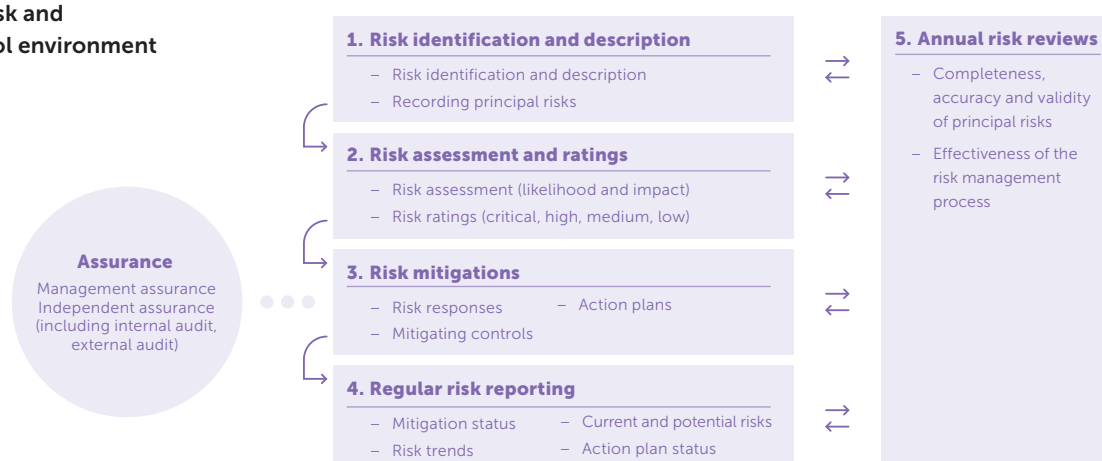 sk and
ol environment
1. Risk identification and description
– Risk identification and description
– Recording principal risks
2. Risk assessment and ratings
– Risk assessment (likelihood and impact)
– Risk ratings (critical, high, medium, low)
3. Risk mitigations
– Risk responses
– Action plans
– Mitigating controls
4. Regular risk reporting
– Mitigation status
– Current and potential risks
– Risk trends
– Action plan status
5. Annual risk reviews
– Completeness,
accuracy and validity
of principal risks
– Effectiveness of the
risk management
process
Assurance
Management assurance
Independent assurance
(including internal audit,
external audit)